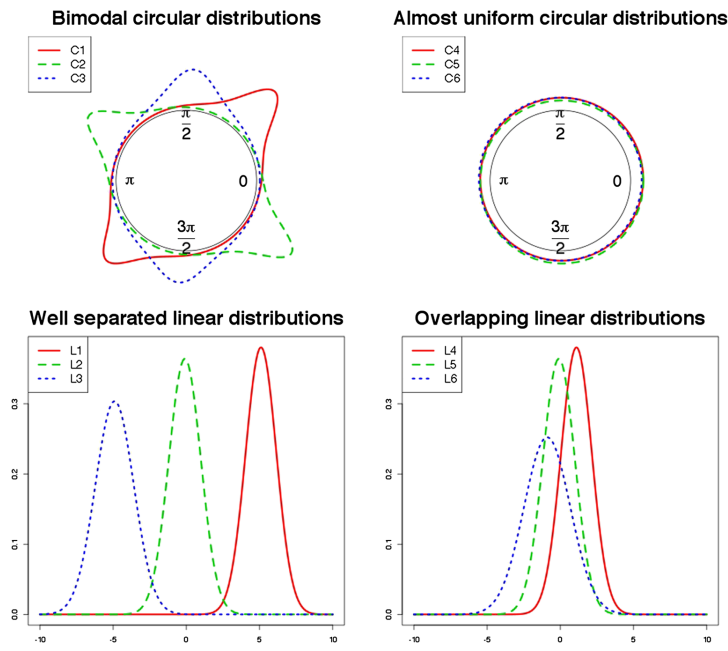 Bimodal circular distributions
C1
C2
C3
π
2
π
0
3π
2
Almost uniform circular distributions
C4
C5
C6
π
2
π
0
3π
2
Well separated linear distributions
L1
L2
L3
0.3
0.2
0.1
0.0
-10 -5 0 5 10
Overlapping linear distributions
L4
L5
L6
0.3
0.2
0.1
0.0
-10 -5 0 5 10